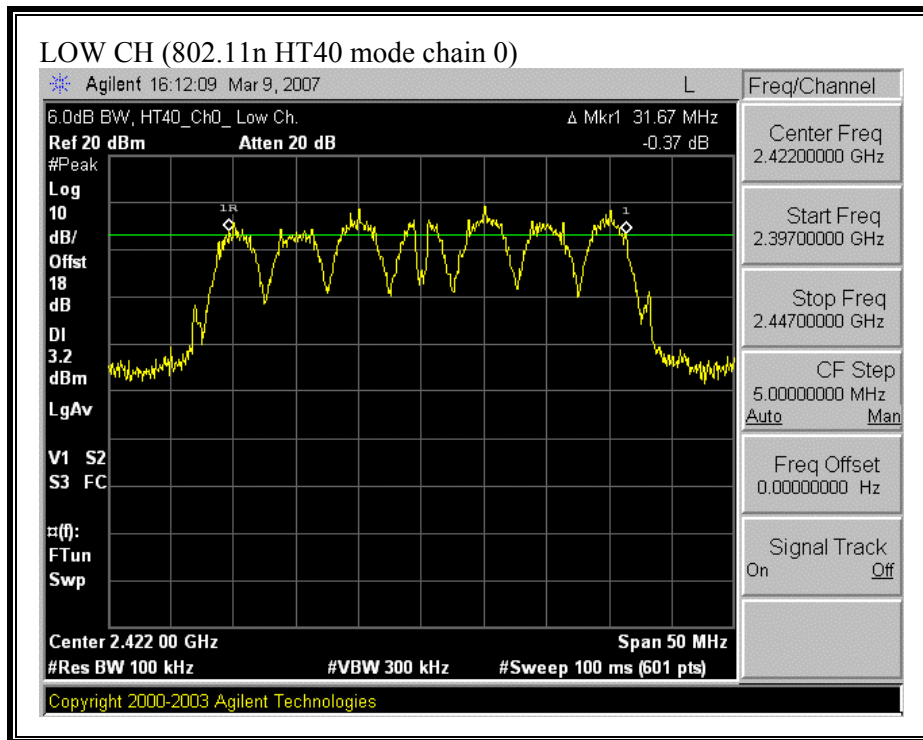 LOW CH (802.11n HT40 mode chain 0)
Agilent 16:12:09 Mar 9, 2007
L
Freq/Channel
6.0dB BW, HT40_Ch0_ Low Ch.
Δ Mkr1 31.67 MHz
Ref 20 dBm
Atten 20 dB
-0.37 dB
#Peak
Log
10
dB/
Offst
18
dB
DI
3.2
dBm
LgAv
V1 S2
S3 FC
¤(f):
FTun
Swp
1R
1
Center 2.422 00 GHz
Span 50 MHz
#Res BW 100 kHz
#VBW 300 kHz
#Sweep 100 ms (601 pts)
Copyright 2000-2003 Agilent Technologies
Center Freq
2.42200000 GHz
Start Freq
2.39700000 GHz
Stop Freq
2.44700000 GHz
CF Step
5.00000000 MHz
Auto Man
Freq Offset
0.00000000 Hz
Signal Track
On Off